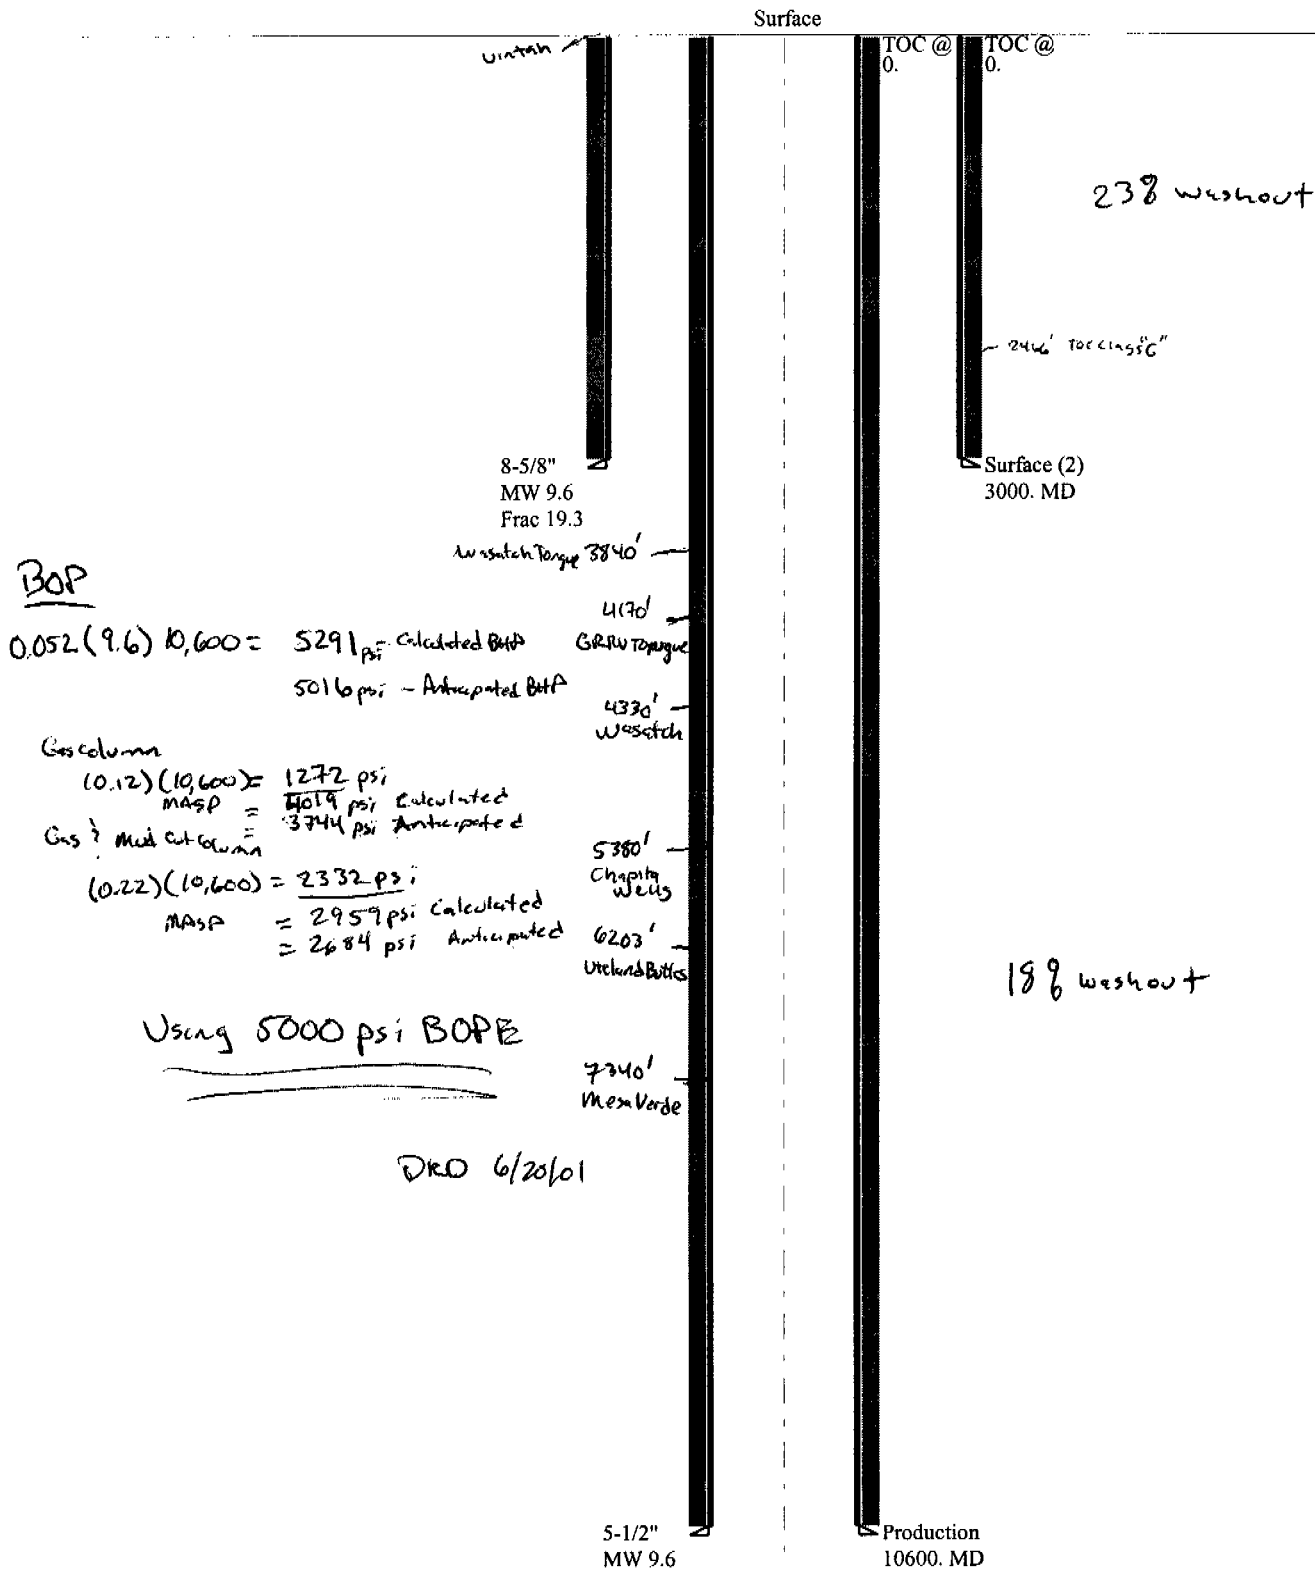 Surface
Uintah
TOC @
0.
TOC @
0.
23% washout
2466' TOC Class "G"
8-5/8"
MW 9.6
Frac 19.3
Surface (2)
3000. MD
Wasatch Tongue 3840'
BOP
4170'
0.052 (9.6) 10,600 = 5291 psi - Calculated BHP
5016 psi - Anticipated BHP
4330'
Wasatch
Gas column
(0.12)(10,600) = 1272 psi
MASP = 4019 psi Calculated
= 3744 psi Anticipated
Gas & Mud Cut Column
5380'
Chapita
Wells
(0.22)(10,600) = 2332 psi
MASP = 2959 psi Calculated
= 2684 psi Anticipated
6203'
Uteland Buttes
18% washout
Using 5000 psi BOPE
7340'
Mesa Verde
DKD 6/20/01
5-1/2"
MW 9.6
Production
10600. MD